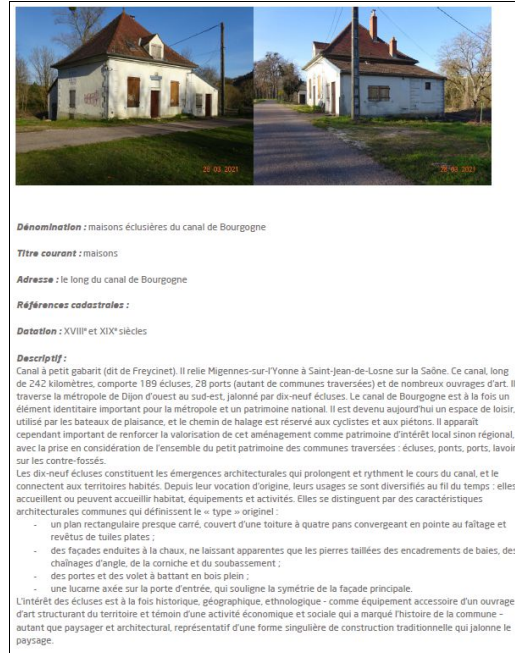 28 03 2021
28 03 2021
Dénomination : maisons éclusières du canal de Bourgogne
Titre courant : maisons
Adresse : le long du canal de Bourgogne
Références cadastrales :
Datation : XVIIIᵉ et XIXᵉ siècles
Descriptif :
Canal à petit gabarit (dit de Freycinet). Il relie Migennes-sur-l'Yonne à Saint-Jean-de-Losne sur la Saône. Ce canal, long
de 242 kilomètres, comporte 189 écluses, 28 ports (autant de communes traversées) et de nombreux ouvrages d'art. Il
traverse la métropole de Dijon d'ouest au sud-est, jalonné par dix-neuf écluses. Le canal de Bourgogne est à la fois un
élément identitaire important pour la métropole et un patrimoine national. Il est devenu aujourd'hui un espace de loisir,
utilisé par les bateaux de plaisance, et le chemin de halage est réservé aux cyclistes et aux piétons. Il apparaît
cependant important de renforcer la valorisation de cet aménagement comme patrimoine d'intérêt local sinon régional,
avec la prise en considération de l'ensemble du petit patrimoine des communes traversées : écluses, ponts, ports, lavoir
sur les contre-fossés.
Les dix-neuf écluses constituent les émergences architecturales qui prolongent et rythment le cours du canal, et le
connectent aux territoires habités. Depuis leur vocation d'origine, leurs usages se sont diversifiés au fil du temps : elles
accueillent ou peuvent accueillir habitat, équipements et activités. Elles se distinguent par des caractéristiques
architecturales communes qui définissent le « type » originel :
- un plan rectangulaire presque carré, couvert d'une toiture à quatre pans convergeant en pointe au faîtage et
revêtus de tuiles plates ;
- des façades enduites à la chaux, ne laissant apparentes que les pierres taillées des encadrements de baies, des
chaînages d'angle, de la corniche et du soubassement ;
- des portes et des volet à battant en bois plein ;
- une lucarne axée sur la porte d'entrée, qui souligne la symétrie de la façade principale.
L'intérêt des écluses est à la fois historique, géographique, ethnologique - comme équipement accessoire d'un ouvrage
d'art structurant du territoire et témoin d'une activité économique et sociale qui a marqué l'histoire de la commune –
autant que paysager et architectural, représentatif d'une forme singulière de construction traditionnelle qui jalonne le
paysage.